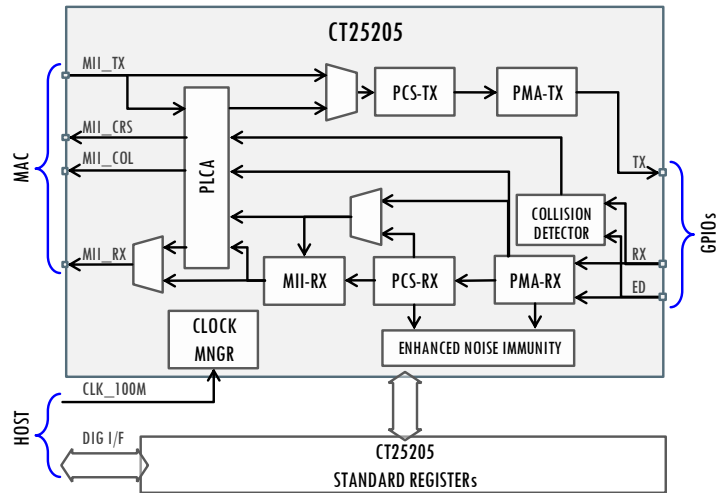 CT25205
MII_TX
PCS-TX
PMA-TX
MII_CRS
TX
MII_COL
PLCA
MAC
COLLISION
DETECTOR
GPIOs
MII_RX
RX
MII-RX
PCS-RX
PMA-RX
ED
CLOCK
MNGR
ENHANCED NOISE IMMUNITY
CLK_100M
HOST
DIG I/F
CT25205
STANDARD REGISTERs